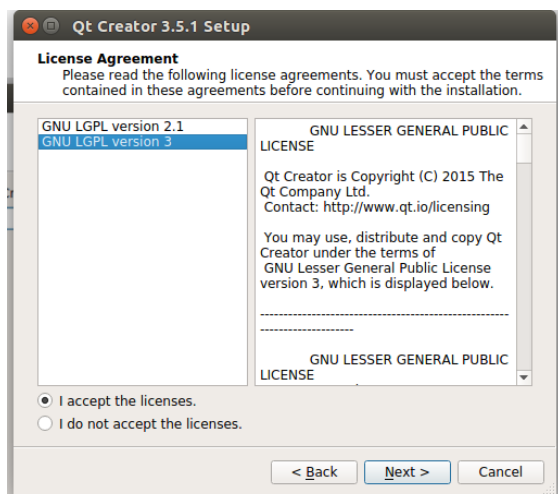 Qt Creator 3.5.1 Setup
License Agreement
Please read the following license agreements. You must accept the terms
contained in these agreements before continuing with the installation.
GNU LGPL version 2.1
GNU LGPL version 3
GNU LESSER GENERAL PUBLIC
LICENSE
Qt Creator is Copyright (C) 2015 The
Qt Company Ltd.
Contact: http://www.qt.io/licensing
You may use, distribute and copy Qt
Creator under the terms of
GNU Lesser General Public License
version 3, which is displayed below.
-----------------------------------------------------
--------------------
GNU LESSER GENERAL PUBLIC
LICENSE
I accept the licenses.
I do not accept the licenses.
< Back
Next >
Cancel